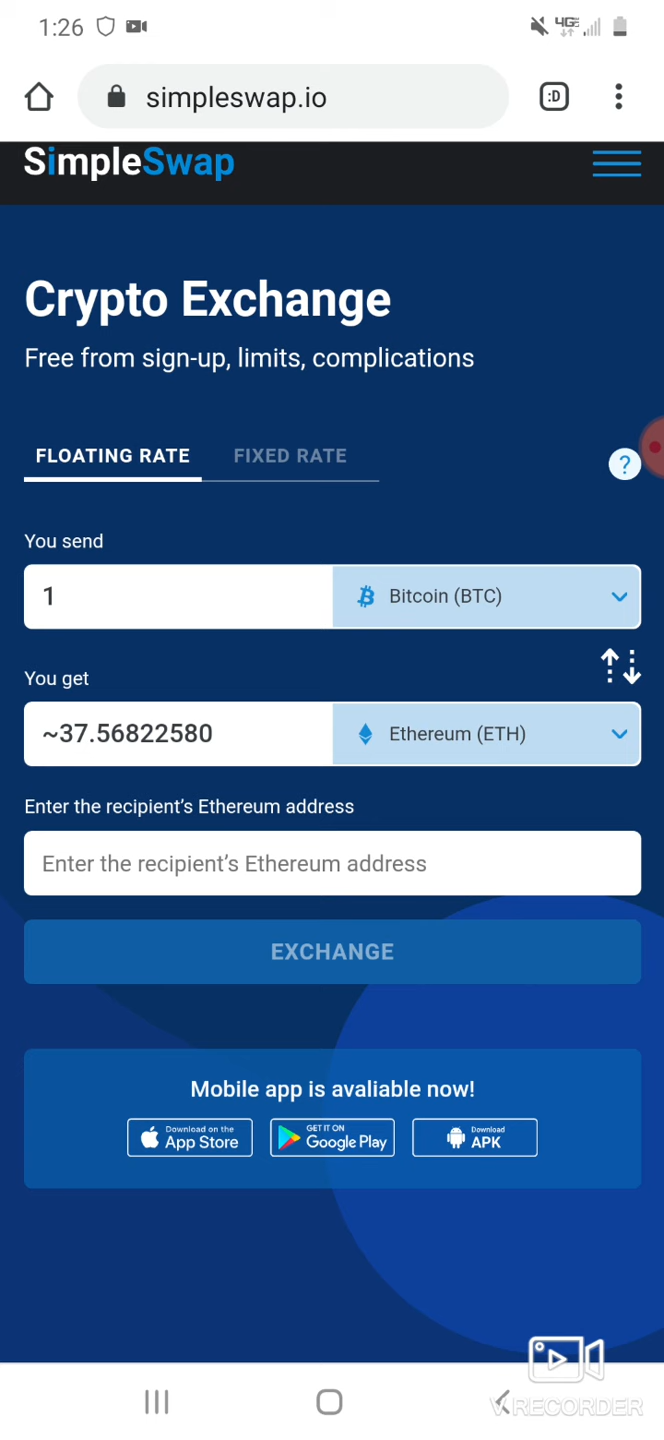 1:26
4GE
simpleswap.io
:D
SimpleSwap
Crypto Exchange
Free from sign-up, limits, complications
FLOATING RATE
FIXED RATE
?
You send
1
Bitcoin (BTC)
You get
~37.56822580
Ethereum (ETH)
Enter the recipient’s Ethereum address
Enter the recipient’s Ethereum address
EXCHANGE
Mobile app is avaliable now!
Download on the
App Store
GET IT ON
Google Play
Download
APK
V RECORDER